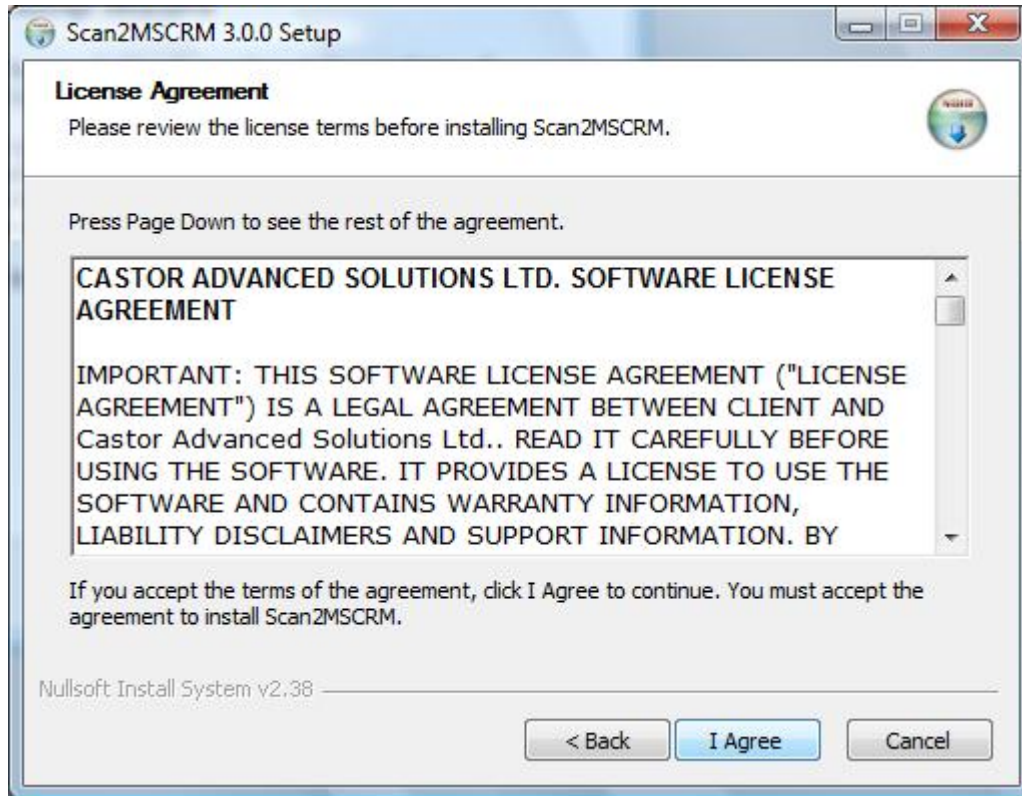 Scan2MSCRM 3.0.0 Setup
License Agreement
Please review the license terms before installing Scan2MSCRM.
Press Page Down to see the rest of the agreement.
CASTOR ADVANCED SOLUTIONS LTD. SOFTWARE LICENSE
AGREEMENT
IMPORTANT: THIS SOFTWARE LICENSE AGREEMENT ("LICENSE
AGREEMENT") IS A LEGAL AGREEMENT BETWEEN CLIENT AND
Castor Advanced Solutions Ltd.. READ IT CAREFULLY BEFORE
USING THE SOFTWARE. IT PROVIDES A LICENSE TO USE THE
SOFTWARE AND CONTAINS WARRANTY INFORMATION,
LIABILITY DISCLAIMERS AND SUPPORT INFORMATION. BY
If you accept the terms of the agreement, click I Agree to continue. You must accept the
agreement to install Scan2MSCRM.
Nullsoft Install System v2.38
< Back I Agree Cancel